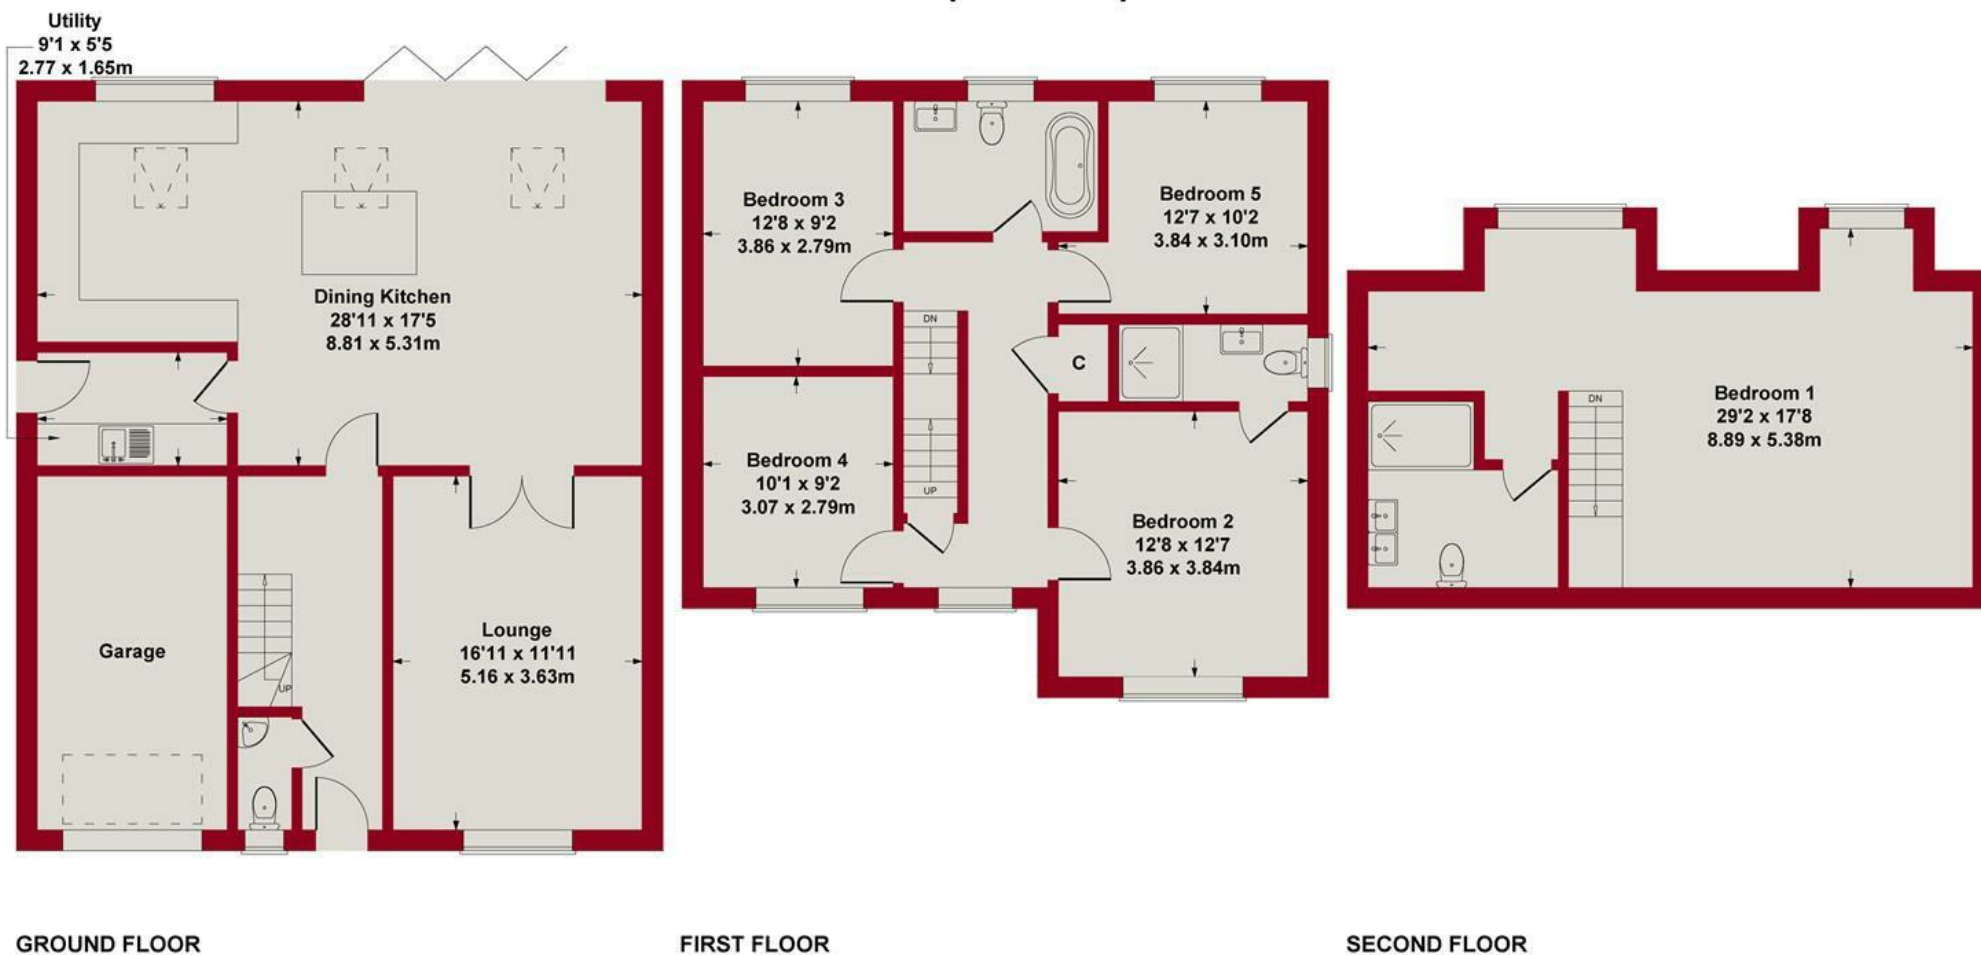 Utility
9'1 x 5'5
2.77 x 1.65m
Dining Kitchen
28'11 x 17'5
8.81 x 5.31m
Garage
UP
Lounge
16'11 x 11'11
5.16 x 3.63m
GROUND FLOOR
Bedroom 3
12'8 x 9'2
3.86 x 2.79m
Bedroom 5
12'7 x 10'2
3.84 x 3.10m
DN
C
Bedroom 4
10'1 x 9'2
3.07 x 2.79m
UP
Bedroom 2
12'8 x 12'7
3.86 x 3.84m
FIRST FLOOR
DN
Bedroom 1
29'2 x 17'8
8.89 x 5.38m
SECOND FLOOR